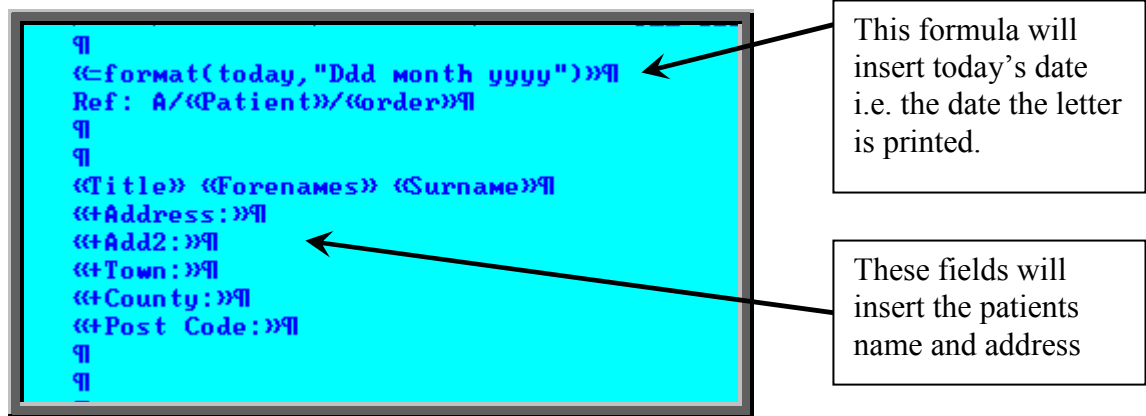 ¶
«=format(today,"Ddd month yyyy")»¶
Ref: A/«Patient»/«order»¶
¶
¶
«Title» «Forenames» «Surname»¶
«+Address:»¶
«+Add2:»¶
«+Town:»¶
«+County:»¶
«+Post Code:»¶
¶
¶
This formula will
insert today’s date
i.e. the date the letter
is printed.
These fields will
insert the patients
name and address